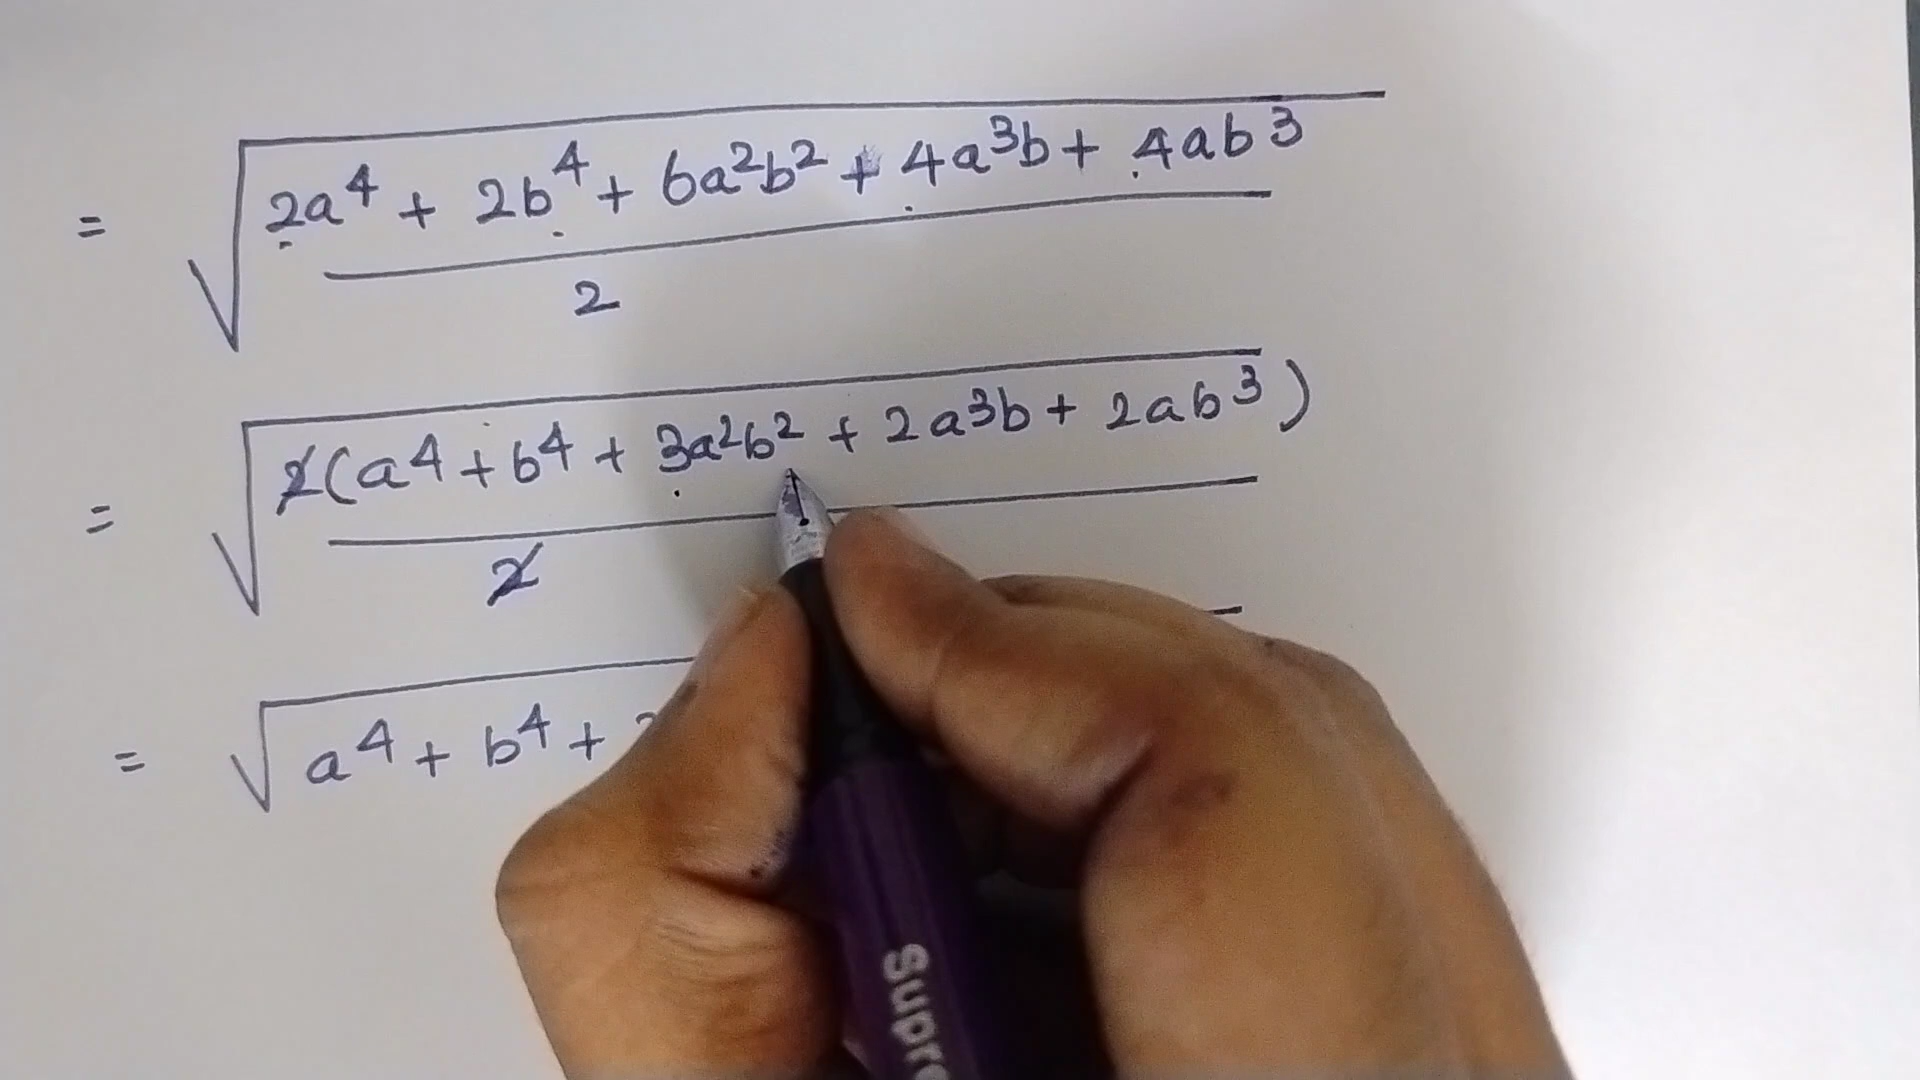 = √(2a⁴ + 2b⁴ + 6a²b² + 4a³b + 4ab³
2
= √2(a⁴ + b⁴ + 3a²b² + 2a³b + 2ab³)
2
= √a⁴ + b⁴ +
Supre